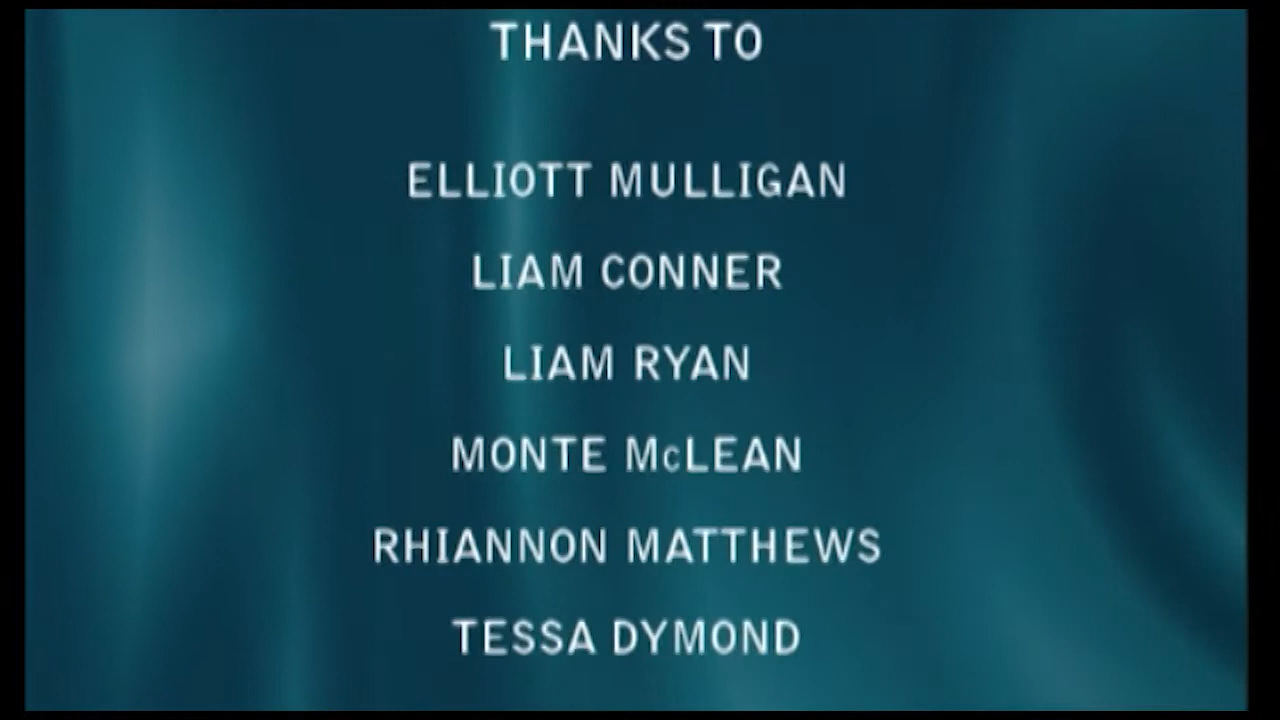 THANKS TO
ELLIOTT MULLIGAN
LIAM CONNER
LIAM RYAN
MONTE McLEAN
RHIANNON MATTHEWS
TESSA DYMOND